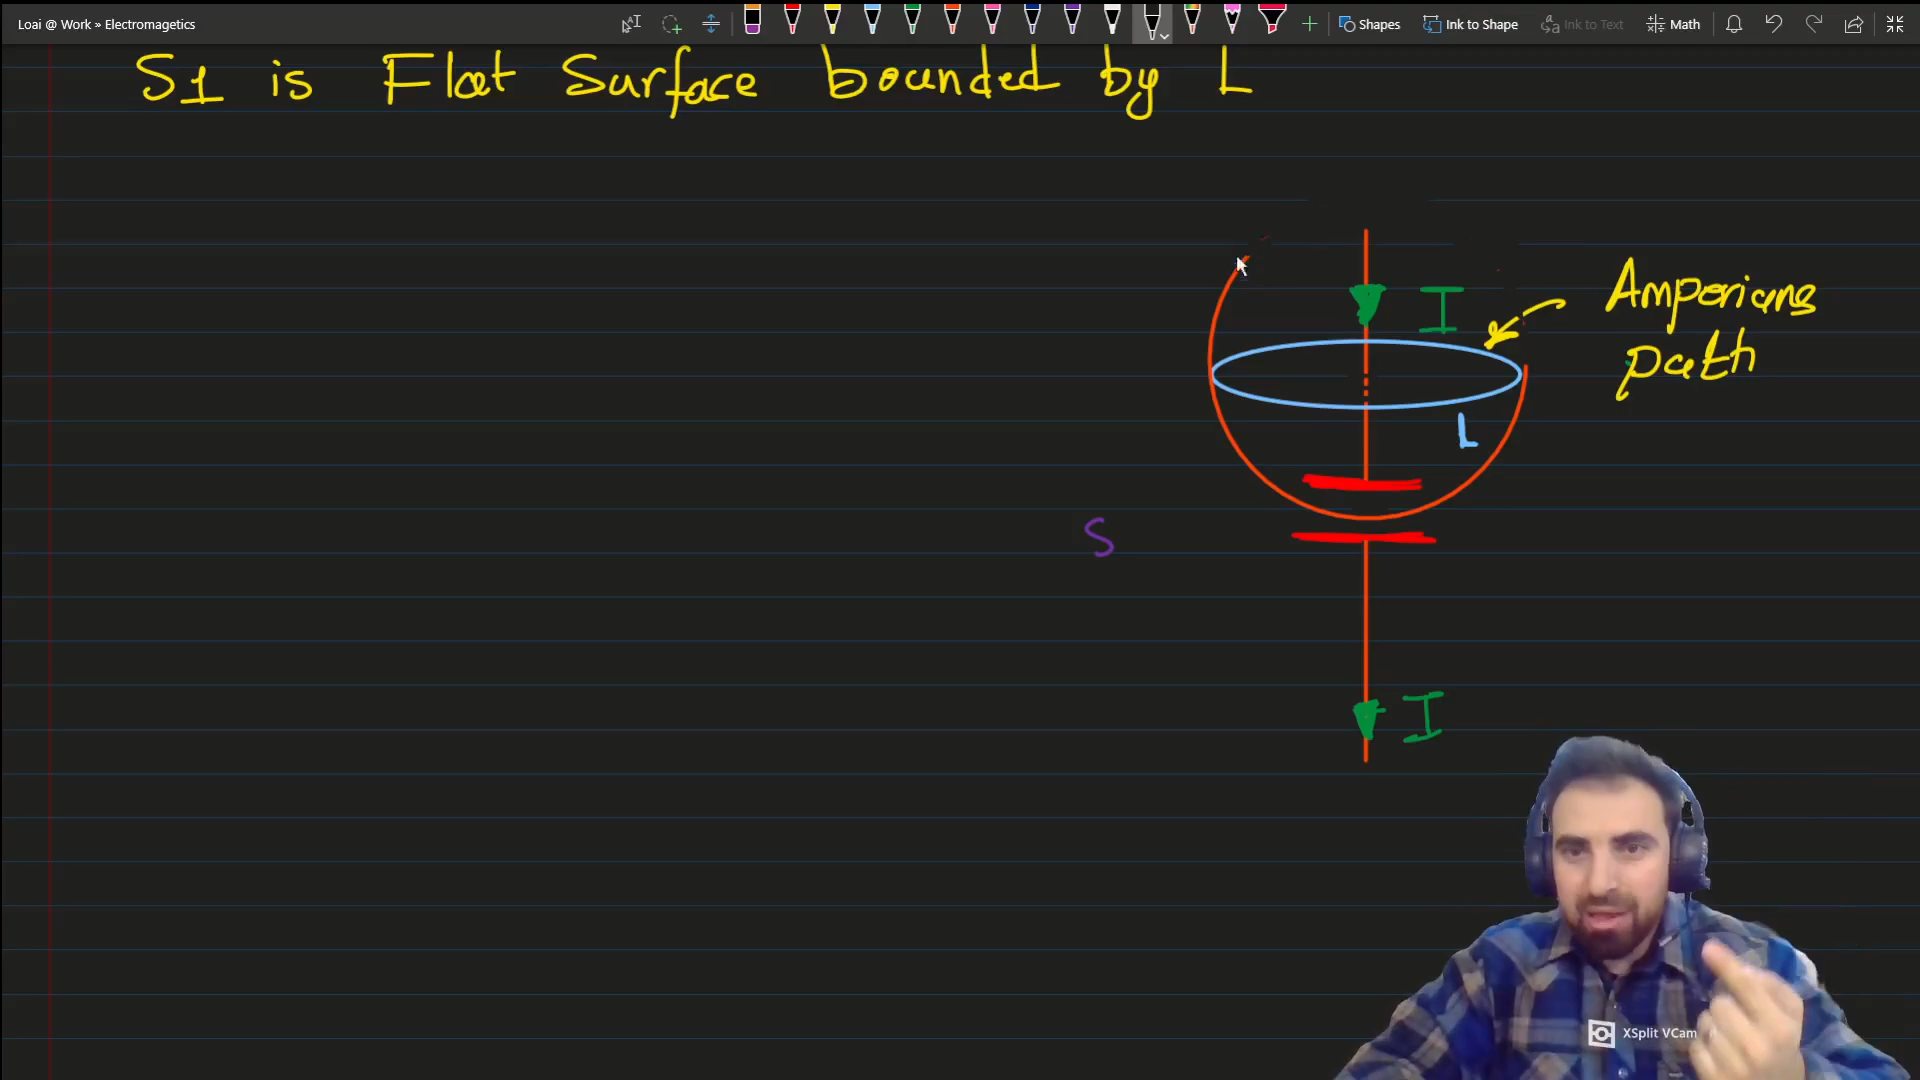 Loai @ Work » Electromagetics
Shapes
Ink to Shape
Ink to Text
Math
S1 is Flat Surface bounded by L
I
Amperians
path
L
S
I
XSplit VCam